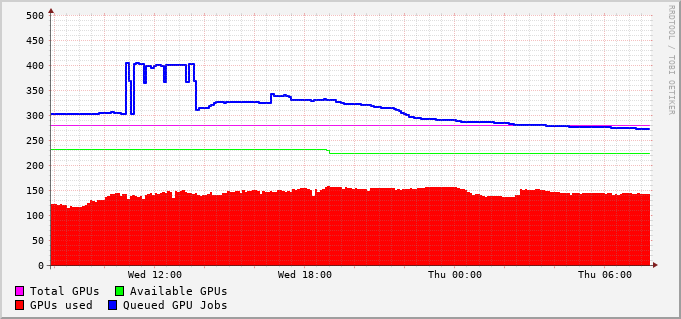 500
450
400
350
300
250
200
150
100
50
0
Wed 12:00 Wed 18:00 Thu 00:00 Thu 06:00
Total GPUs Available GPUs
GPUs used Queued GPU Jobs
RRDTOOL / TOBI OETIKER